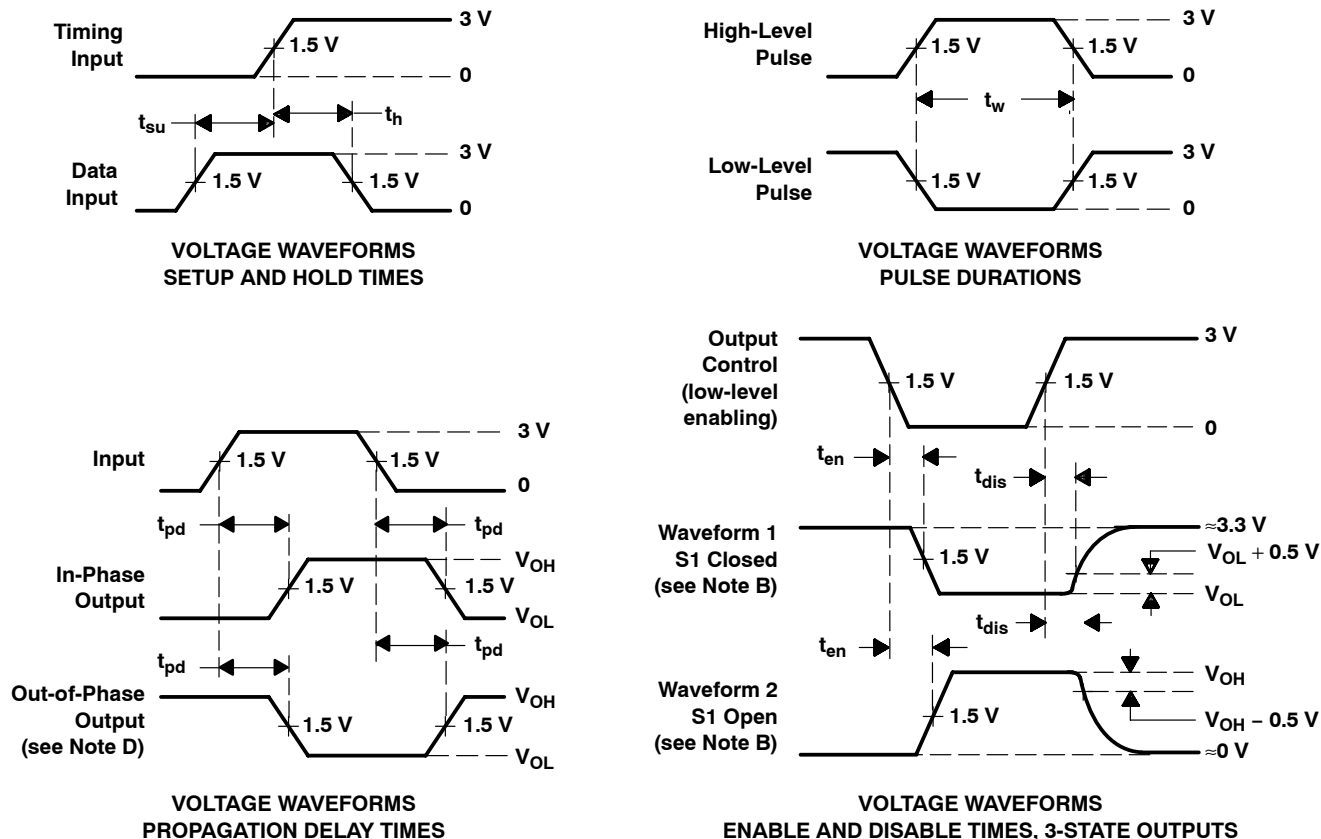 Timing
Input
1.5 V
3 V
0
t_su
t_h
Data
Input
1.5 V
1.5 V
3 V
0
VOLTAGE WAVEFORMS
SETUP AND HOLD TIMES
High-Level
Pulse
1.5 V
1.5 V
3 V
0
t_w
Low-Level
Pulse
1.5 V
1.5 V
3 V
0
VOLTAGE WAVEFORMS
PULSE DURATIONS
Input
1.5 V
1.5 V
3 V
0
t_pd
t_pd
In-Phase
Output
1.5 V
1.5 V
V_OH
V_OL
t_pd
t_pd
Out-of-Phase
Output
(see Note D)
1.5 V
1.5 V
V_OH
V_OL
VOLTAGE WAVEFORMS
PROPAGATION DELAY TIMES
Output
Control
(low-level
enabling)
1.5 V
1.5 V
3 V
0
t_en
t_dis
Waveform 1
S1 Closed
(see Note B)
1.5 V
≈3.3 V
V_OL + 0.5 V
V_OL
t_en
t_dis
Waveform 2
S1 Open
(see Note B)
1.5 V
V_OH
V_OH − 0.5 V
≈0 V
VOLTAGE WAVEFORMS
ENABLE AND DISABLE TIMES, 3-STATE OUTPUTS